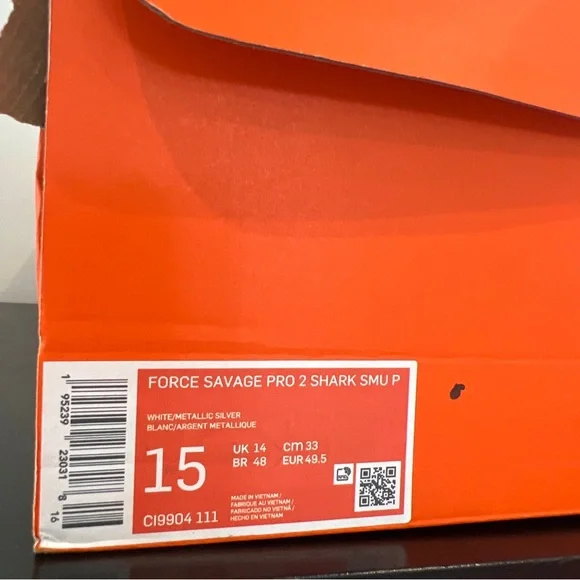 FORCE SAVAGE PRO 2 SHARK SMU P
WHITE/METALLIC SILVER
BLANC/ARGENT METALLIQUE
15
UK 14 CM 33
BR 48 EUR 49.5
MADE IN VIETNAM /
FABRIQUE AU VIETNAM /
FABRICADO NO VIETNÃ /
HECHO EN VIETNAM
CI9904 111
1 95239 23031 8 16